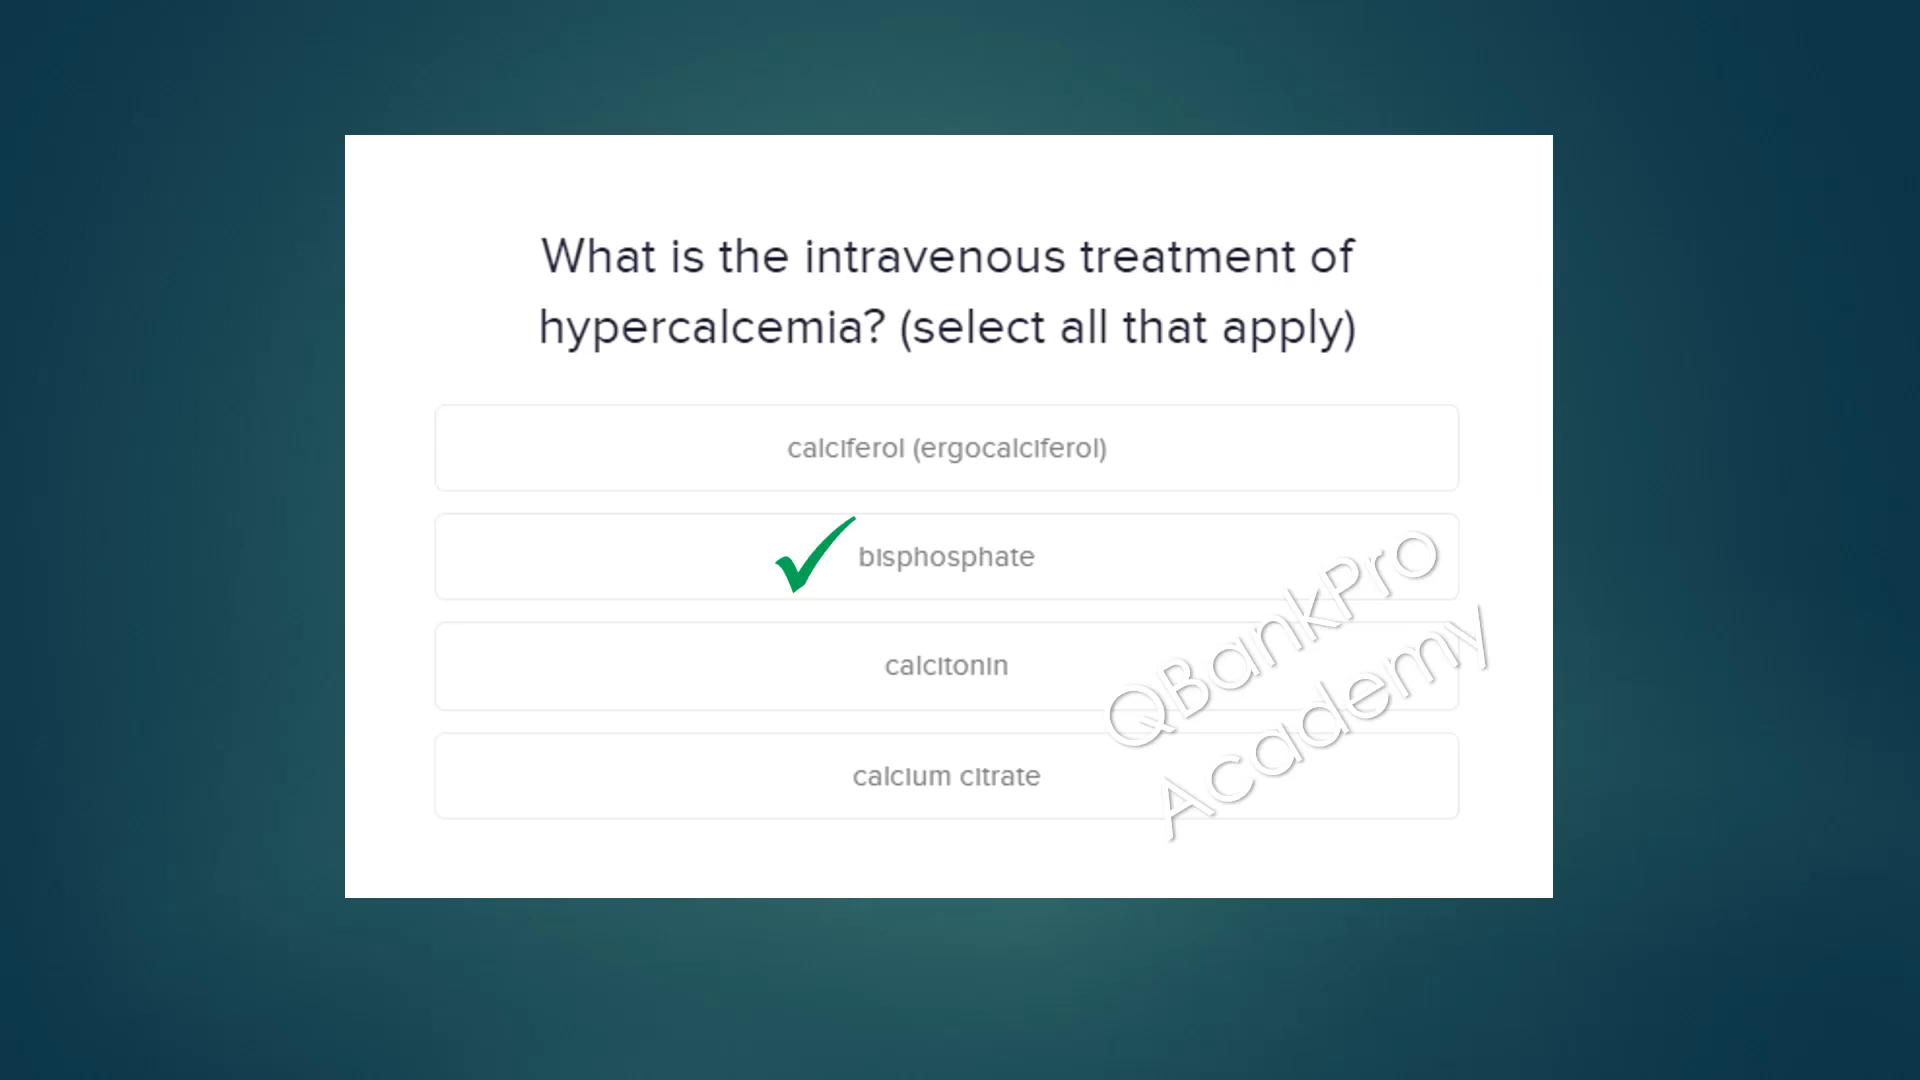 What is the intravenous treatment of
hypercalcemia? (select all that apply)
calciferol (ergocalciferol)
bisphosphate
calcitonin
calcium citrate
QBankPro
Academy